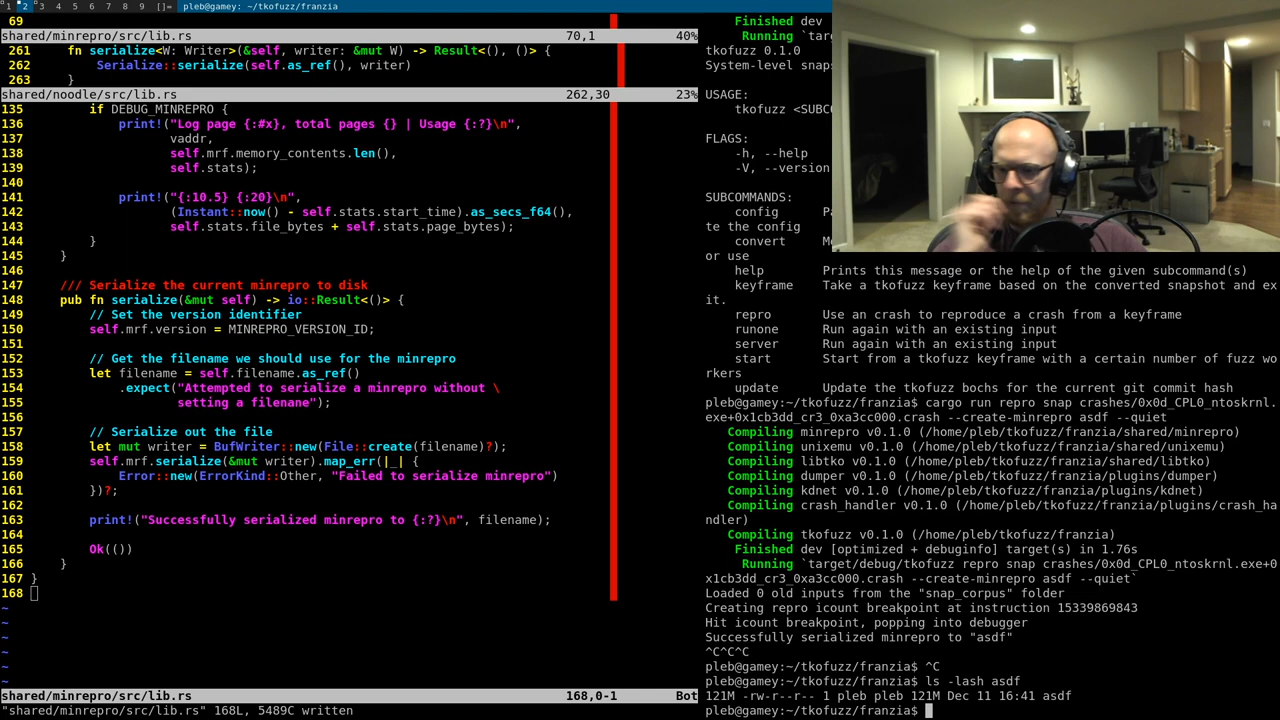 1 2 3 4 5 6 7 8 9 []= pleb@gamey: ~/tkofuzz/franzia
69
shared/minrepro/src/lib.rs 70,1 40%
261 fn serialize<W: Writer>(&self, writer: &mut W) -> Result<(), ()> {
262 Serialize::serialize(self.as_ref(), writer)
263 }
shared/noodle/src/lib.rs 262,30 23%
135 if DEBUG_MINREPRO {
136 print!("Log page {:#x}, total pages {} | Usage {:?}\n",
137 vaddr,
138 self.mrf.memory_contents.len(),
139 self.stats);
140
141 print!("{:10.5} {:20}\n",
142 (Instant::now() - self.stats.start_time).as_secs_f64(),
143 self.stats.file_bytes + self.stats.page_bytes);
144 }
145 }
146
147 /// Serialize the current minrepro to disk
148 pub fn serialize(&mut self) -> io::Result<()> {
149 // Set the version identifier
150 self.mrf.version = MINREPRO_VERSION_ID;
151
152 // Get the filename we should use for the minrepro
153 let filename = self.filename.as_ref()
154 .expect("Attempted to serialize a minrepro without \
155 setting a filename");
156
157 // Serialize out the file
158 let mut writer = BufWriter::new(File::create(filename)?);
159 self.mrf.serialize(&mut writer).map_err(|_| {
160 Error::new(ErrorKind::Other, "Failed to serialize minrepro")
161 })?;
162
163 print!("Successfully serialized minrepro to {:?}\n", filename);
164
165 Ok(())
166 }
167 }
168
~
~
~
~
~
~
shared/minrepro/src/lib.rs 168,0-1 Bot
"shared/minrepro/src/lib.rs" 168L, 5489C written
Finished dev
Running `targ
tkofuzz 0.1.0
System-level snaps
USAGE:
tkofuzz <SUBCO
FLAGS:
-h, --help
-V, --version
SUBCOMMANDS:
config Pa
te the config
convert Mo
or use
help Prints this message or the help of the given subcommand(s)
keyframe Take a tkofuzz keyframe based on the converted snapshot and ex
it.
repro Use an crash to reproduce a crash from a keyframe
runone Run again with an existing input
server Run again with an existing input
start Start from a tkofuzz keyframe with a certain number of fuzz wo
rkers
update Update the tkofuzz bochs for the current git commit hash
pleb@gamey:~/tkofuzz/franzia$ cargo run repro snap crashes/0x0d_CPL0_ntoskrnl.
exe+0x1cb3dd_cr3_0xa3cc000.crash --create-minrepro asdf --quiet
Compiling minrepro v0.1.0 (/home/pleb/tkofuzz/franzia/shared/minrepro)
Compiling unixemu v0.1.0 (/home/pleb/tkofuzz/franzia/shared/unixemu)
Compiling libtko v0.1.0 (/home/pleb/tkofuzz/franzia/shared/libtko)
Compiling dumper v0.1.0 (/home/pleb/tkofuzz/franzia/plugins/dumper)
Compiling kdnet v0.1.0 (/home/pleb/tkofuzz/franzia/plugins/kdnet)
Compiling crash_handler v0.1.0 (/home/pleb/tkofuzz/franzia/plugins/crash_ha
ndler)
Compiling tkofuzz v0.1.0 (/home/pleb/tkofuzz/franzia)
Finished dev [optimized + debuginfo] target(s) in 1.76s
Running `target/debug/tkofuzz repro snap crashes/0x0d_CPL0_ntoskrnl.exe+0
x1cb3dd_cr3_0xa3cc000.crash --create-minrepro asdf --quiet`
Loaded 0 old inputs from the "snap_corpus" folder
Creating repro icount breakpoint at instruction 15339869843
Hit icount breakpoint, popping into debugger
Successfully serialized minrepro to "asdf"
^C^C^C
pleb@gamey:~/tkofuzz/franzia$ ^C
pleb@gamey:~/tkofuzz/franzia$ ls -lash asdf
121M -rw-r--r-- 1 pleb pleb 121M Dec 11 16:41 asdf
pleb@gamey:~/tkofuzz/franzia$